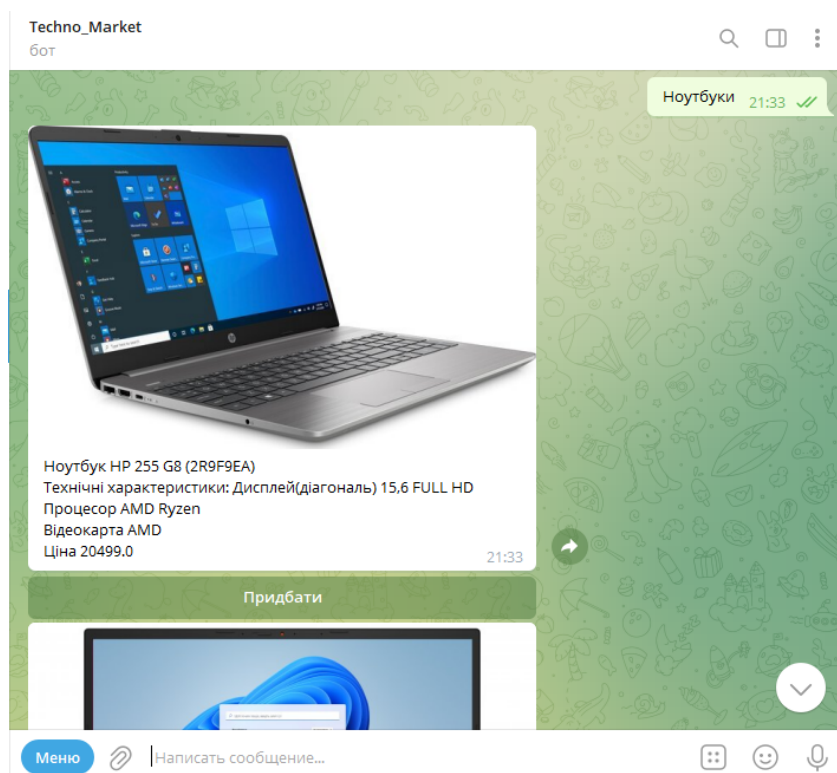 Techno_Market
бот
Ноутбуки 21:33
Ноутбук HP 255 G8 (2R9F9EA)
Технічні характеристики: Дисплей(діагональ) 15,6 FULL HD
Процесор AMD Ryzen
Відеокарта AMD
Ціна 20499.0
21:33
Придбати
Меню
Написать сообщение...